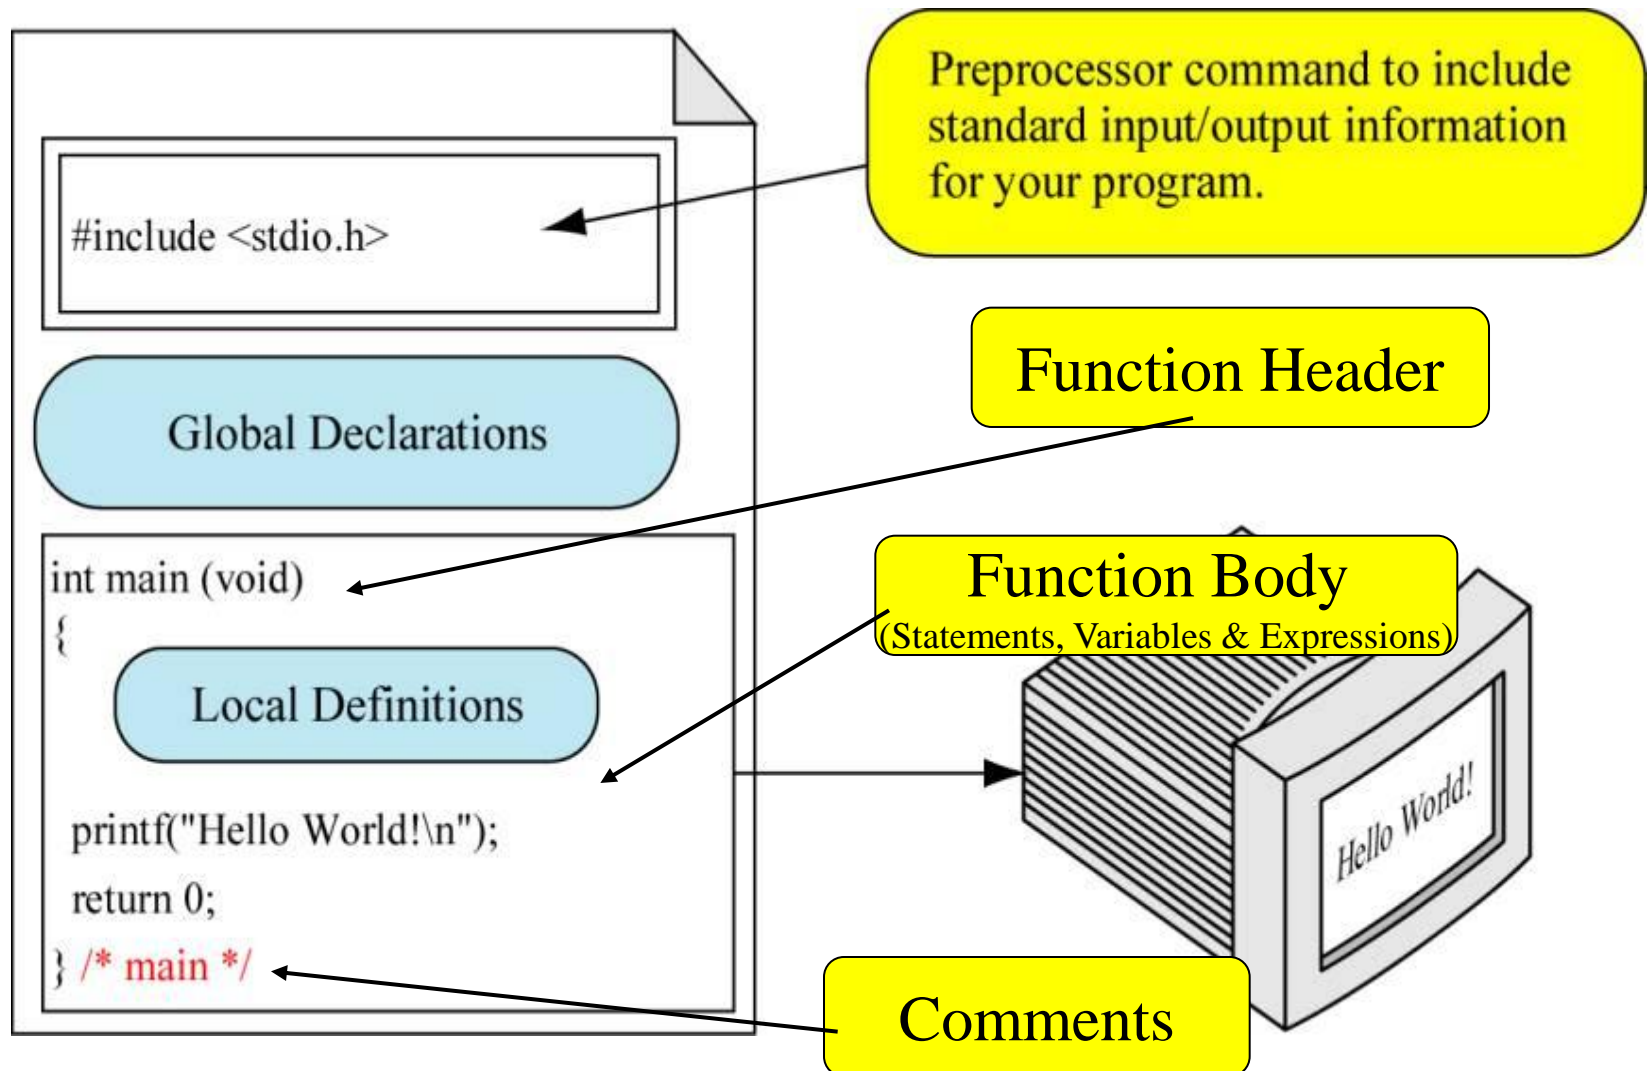 Preprocessor command to include
standard input/output information
for your program.
#include <stdio.h>
Function Header
Global Declarations
int main (void)
{
Function Body
(Statements, Variables & Expressions)
Local Definitions
printf("Hello World!\n");
Hello World!
return 0;
} /* main */
Comments